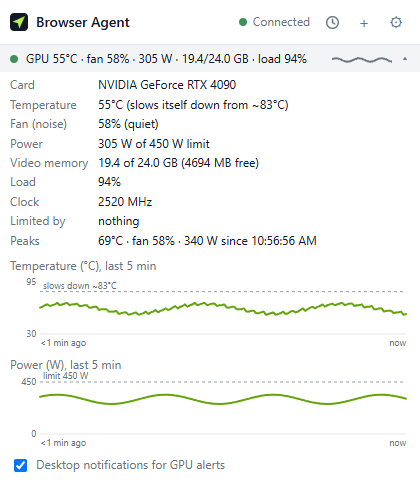 Browser Agent
Connected
GPU 55°C · fan 58% · 305 W · 19.4/24.0 GB · load 94%
Card NVIDIA GeForce RTX 4090
Temperature 55°C (slows itself down from ~83°C)
Fan (noise) 58% (quiet)
Power 305 W of 450 W limit
Video memory 19.4 of 24.0 GB (4694 MB free)
Load 94%
Clock 2520 MHz
Limited by nothing
Peaks 69°C · fan 58% · 340 W since 10:56:56 AM
Temperature (°C), last 5 min
95
slows down ~83°C
30
<1 min ago now
Power (W), last 5 min
limit 450 W
450
0
<1 min ago now
Desktop notifications for GPU alerts